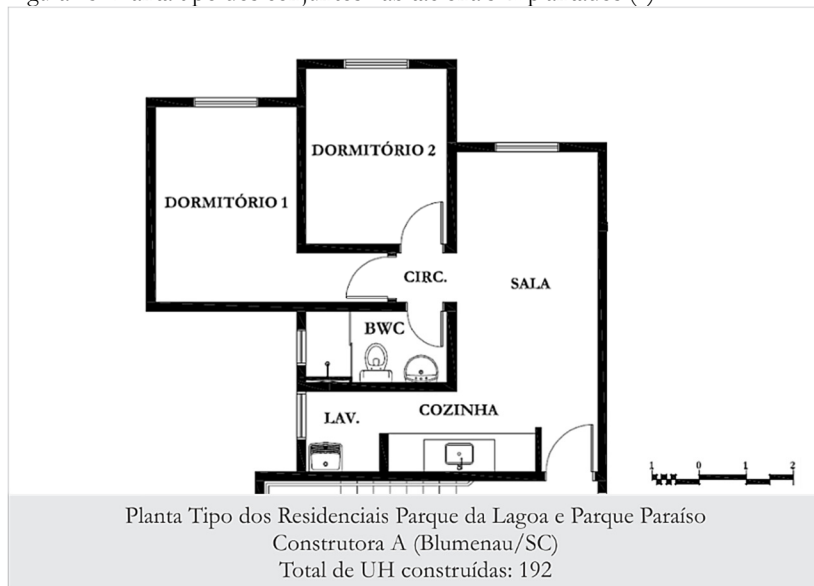 DORMITÓRIO 2
DORMITÓRIO 1
CIRC.
SALA
BWC
COZINHA
LAV.
1 0 1 2
Planta Tipo dos Residenciais Parque da Lagoa e Parque Paraíso
Construtora A (Blumenau/SC)
Total de UH construídas: 192